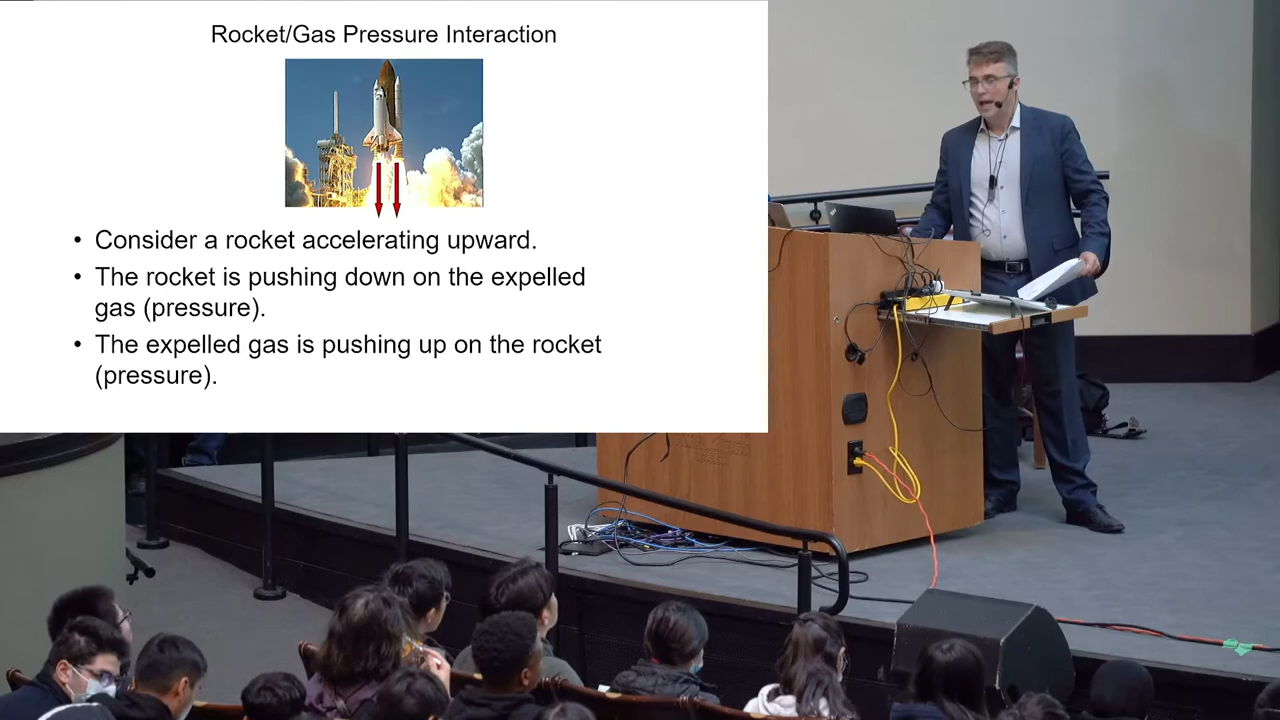 Rocket/Gas Pressure Interaction
• Consider a rocket accelerating upward.
• The rocket is pushing down on the expelled
gas (pressure).
• The expelled gas is pushing up on the rocket
(pressure).